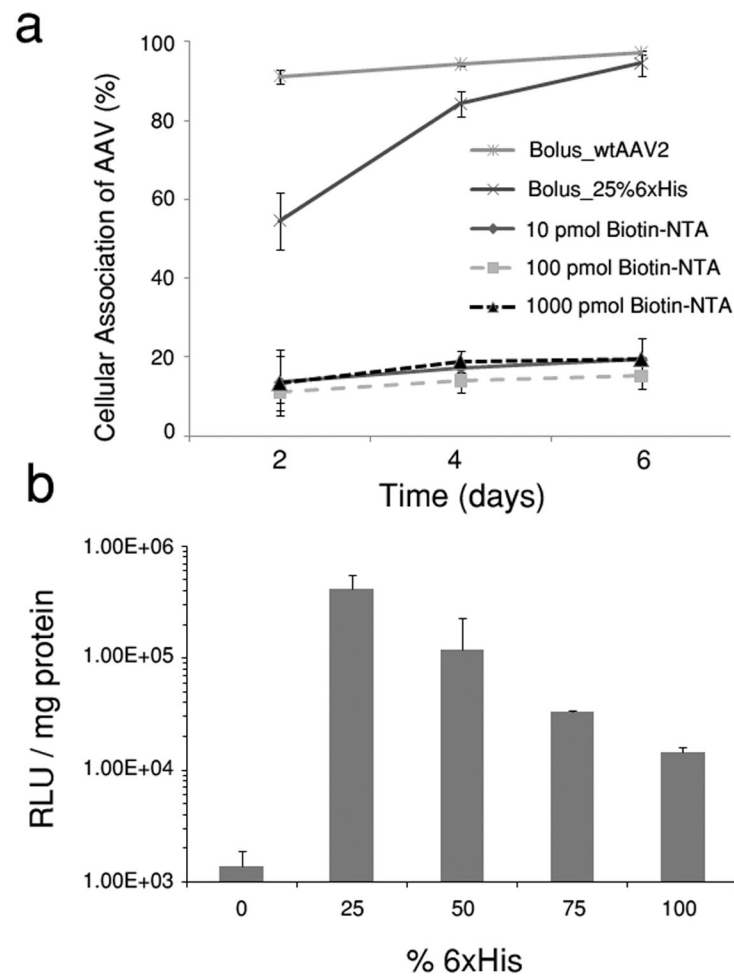 a
100
80
60
40
20
0
Cellular Association of AAV (%)
Bolus_wtAAV2
Bolus_25%6xHis
10 pmol Biotin-NTA
100 pmol Biotin-NTA
1000 pmol Biotin-NTA
2 4 6
Time (days)
b
1.00E+06
1.00E+05
1.00E+04
1.00E+03
RLU / mg protein
0 25 50 75 100
% 6xHis